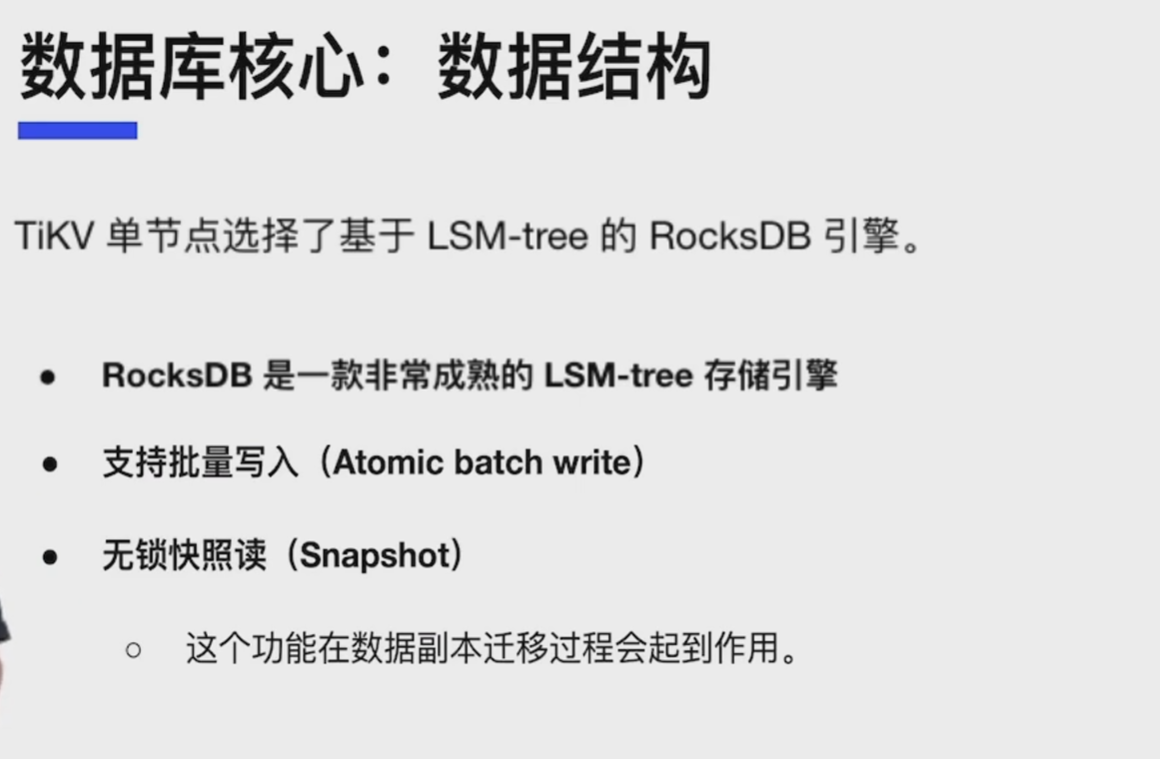 数据库核心：数据结构
TiKV 单节点选择了基于 LSM-tree 的 RocksDB 引擎。
RocksDB 是一款非常成熟的 LSM-tree 存储引擎
支持批量写入（Atomic batch write）
无锁快照读（Snapshot）
这个功能在数据副本迁移过程会起到作用。